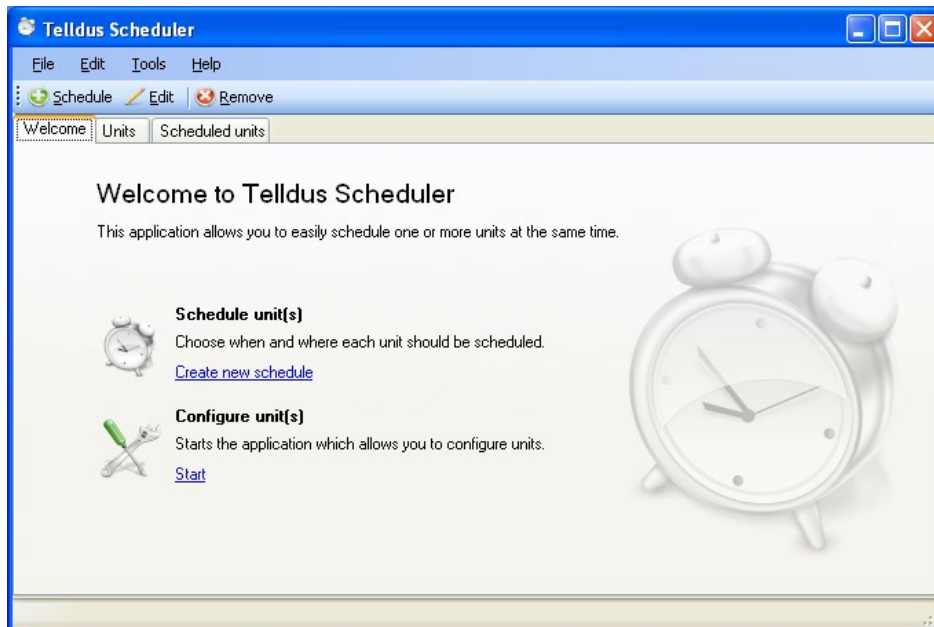 Telldus Scheduler
File Edit Tools Help
Schedule Edit Remove
Welcome Units Scheduled units
Welcome to Telldus Scheduler
This application allows you to easily schedule one or more units at the same time.
Schedule unit(s)
Choose when and where each unit should be scheduled.
Create new schedule
Configure unit(s)
Starts the application which allows you to configure units.
Start